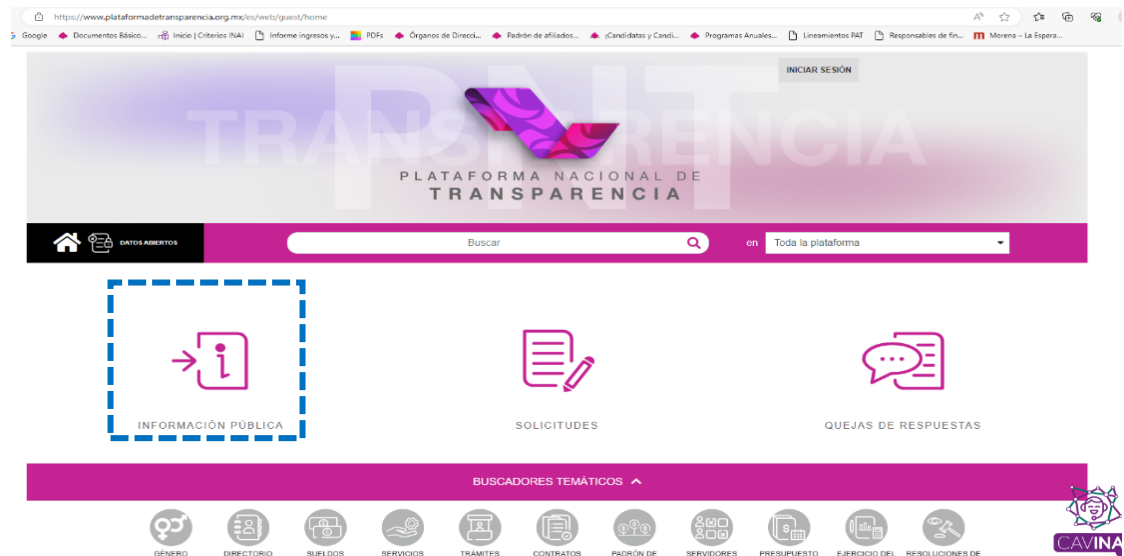 https://www.plataformadetransparencia.org.mx/es/web/guest/home
Google Documentos Básico... Inicio | Criterios INAI Informe ingresos y... PDFs Órganos de Direcci... Padrón de afiliados... ¡Candidatas y Candi... Programas Anuales... Lineamientos PAT Responsables de fin... Morena – La Espera...
PNT
TRANSPARENCIA
INICIAR SESIÓN
PLATAFORMA NACIONAL DE
TRANSPARENCIA
DATOS ABIERTOS Buscar en Toda la plataforma
INFORMACIÓN PÚBLICA SOLICITUDES QUEJAS DE RESPUESTAS
BUSCADORES TEMÁTICOS
CAVINA
GÉNERO DIRECTORIO SUELDOS SERVICIOS TRÁMITES CONTRATOS PADRÓN DE SERVIDORES PRESUPUESTO EJERCICIO DEL RESOLUCIONES DE